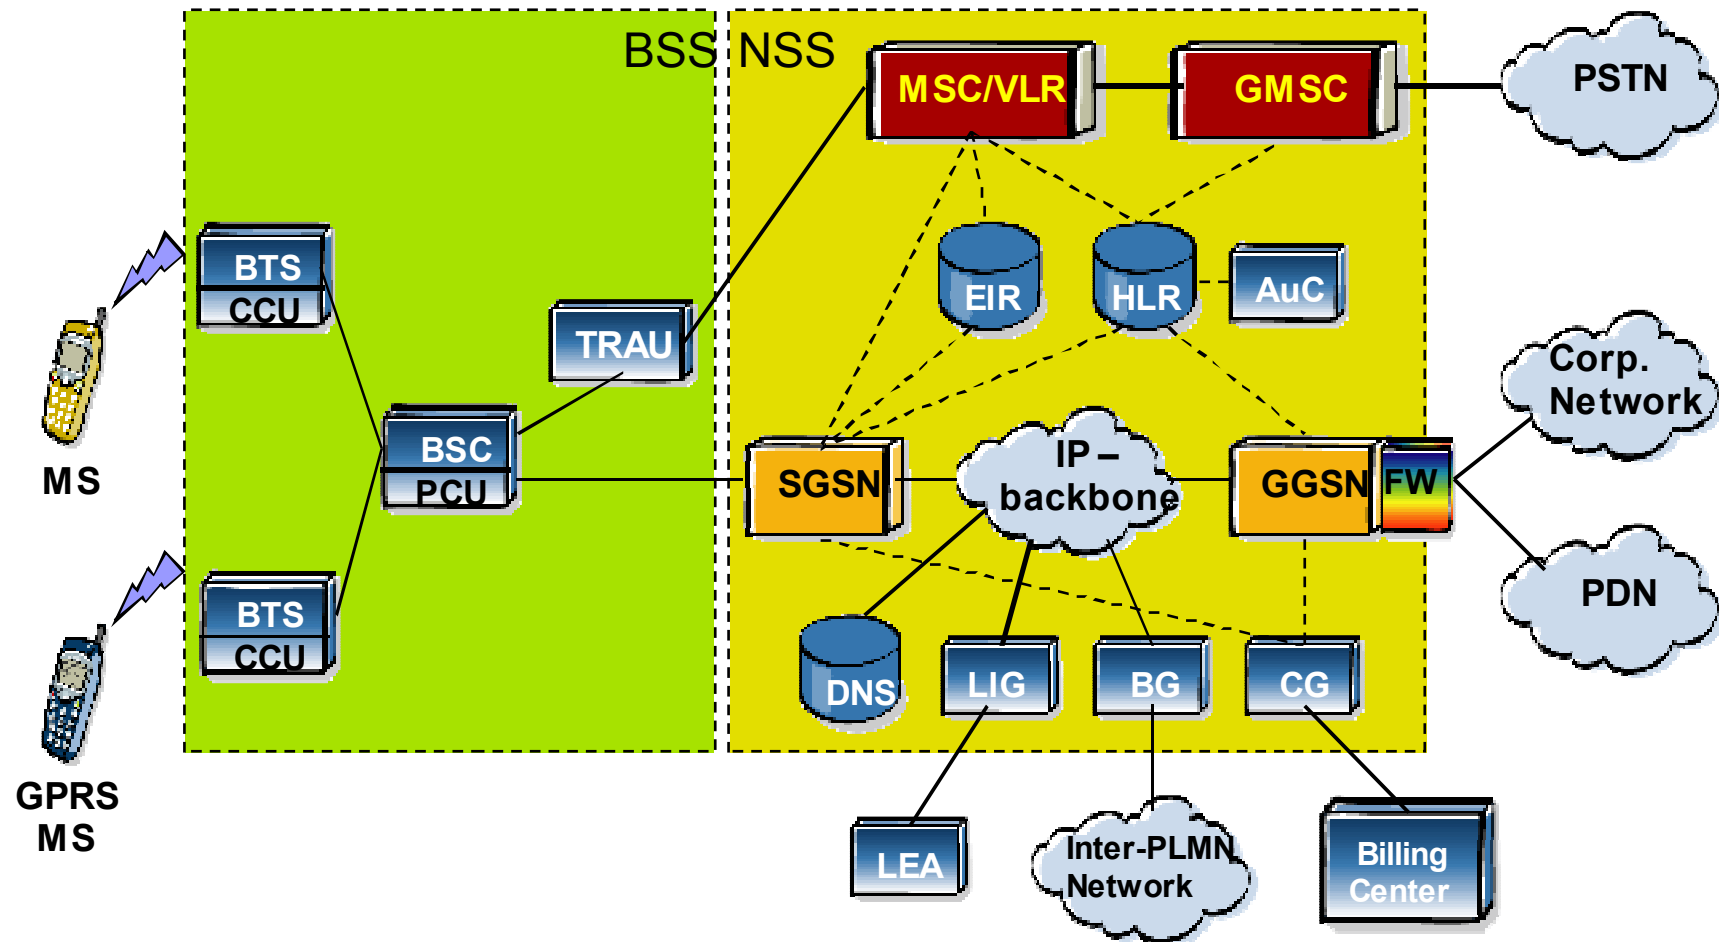 BSS NSS
MSC/VLR
GMSC
PSTN
BTS
CCU
EIR
HLR
AuC
TRAU
MS
BSC
PCU
SGSN
IP–
backbone
GGSN
FW
Corp.
Network
BTS
CCU
PDN
DNS
LIG
BG
CG
GPRS
MS
LEA
Inter-PLMN
Network
Billing
Center